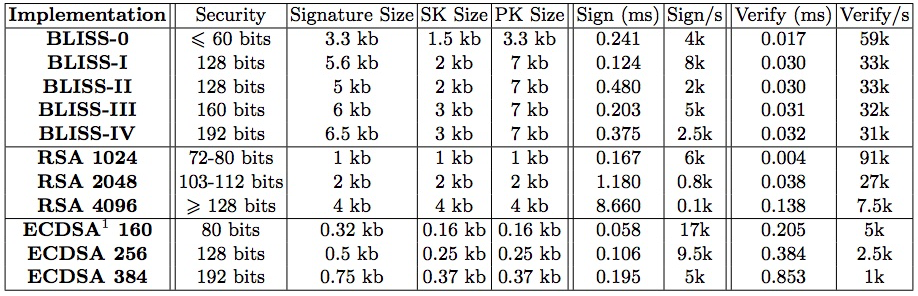 Implementation Security Signature Size SK Size PK Size Sign (ms) Sign/s Verify (ms) Verify/s
BLISS-0 ⩽ 60 bits 3.3 kb 1.5 kb 3.3 kb 0.241 4k 0.017 59k
BLISS-I 128 bits 5.6 kb 2 kb 7 kb 0.124 8k 0.030 33k
BLISS-II 128 bits 5 kb 2 kb 7 kb 0.480 2k 0.030 33k
BLISS-III 160 bits 6 kb 3 kb 7 kb 0.203 5k 0.031 32k
BLISS-IV 192 bits 6.5 kb 3 kb 7 kb 0.375 2.5k 0.032 31k
RSA 1024 72-80 bits 1 kb 1 kb 1 kb 0.167 6k 0.004 91k
RSA 2048 103-112 bits 2 kb 2 kb 2 kb 1.180 0.8k 0.038 27k
RSA 4096 ⩾ 128 bits 4 kb 4 kb 4 kb 8.660 0.1k 0.138 7.5k
ECDSA¹ 160 80 bits 0.32 kb 0.16 kb 0.16 kb 0.058 17k 0.205 5k
ECDSA 256 128 bits 0.5 kb 0.25 kb 0.25 kb 0.106 9.5k 0.384 2.5k
ECDSA 384 192 bits 0.75 kb 0.37 kb 0.37 kb 0.195 5k 0.853 1k